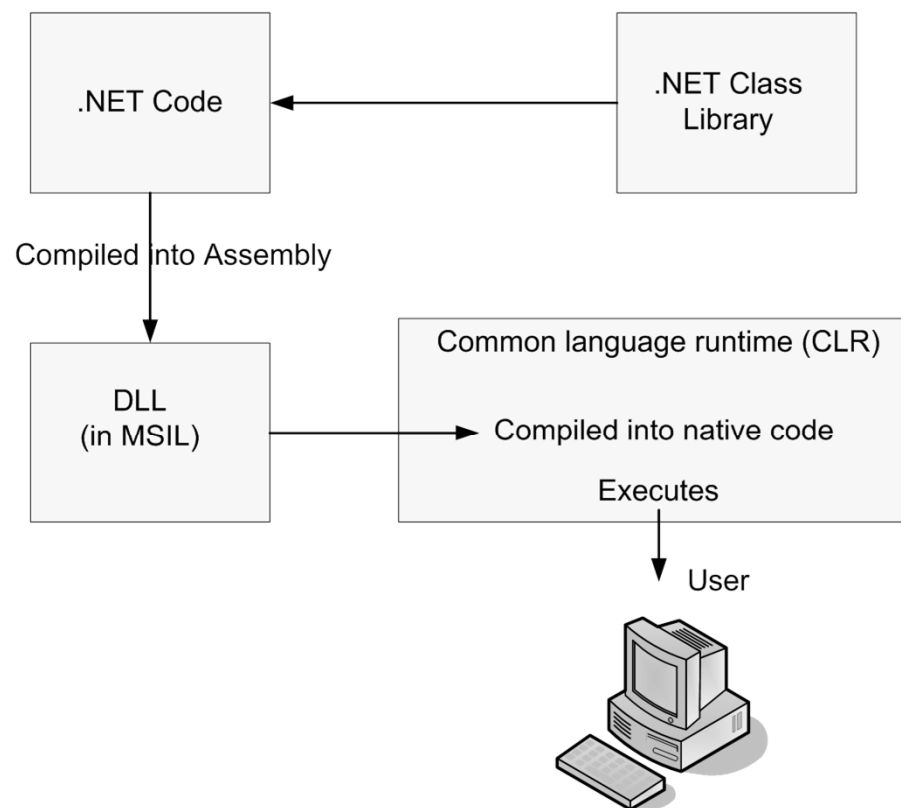 .NET Code
.NET Class
Library
Compiled into Assembly
DLL
(in MSIL)
Common language runtime (CLR)
Compiled into native code
Executes
User